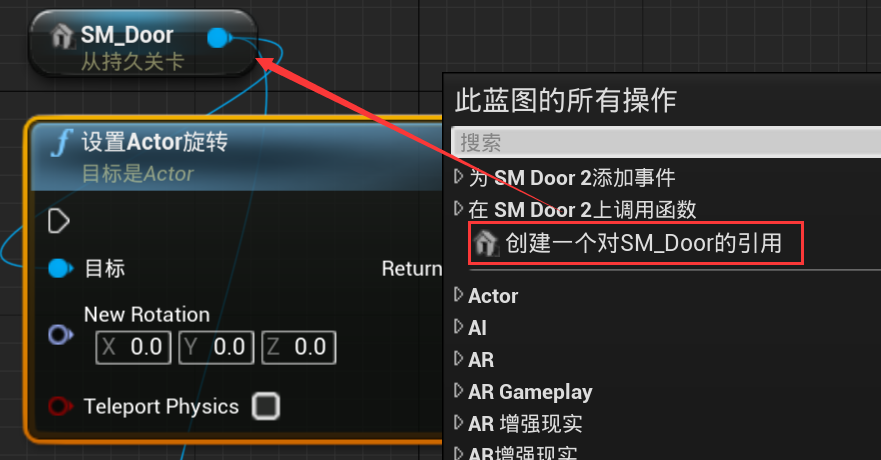 SM_Door
从持久关卡
f 设置Actor旋转
目标是Actor
目标
Return
New Rotation
X 0.0 Y 0.0 Z 0.0
Teleport Physics
此蓝图的所有操作
搜索
为 SM Door 2添加事件
在 SM Door 2上调用函数
创建一个对SM_Door的引用
Actor
AI
AR
AR Gameplay
AR 增强现实
AR增强现实